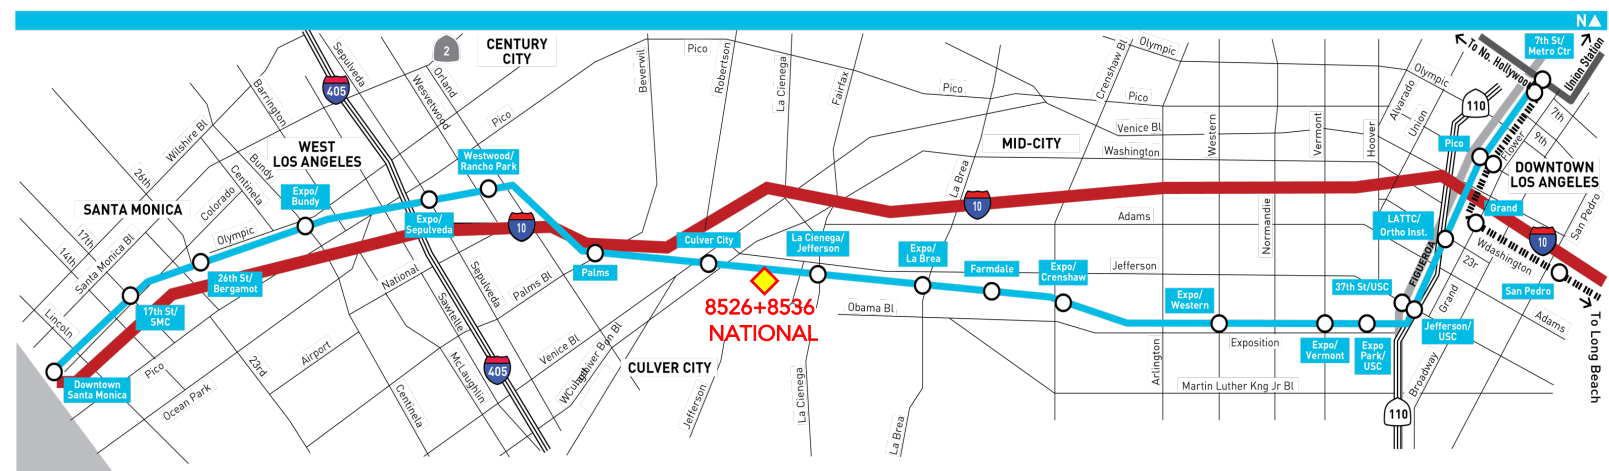 N
7th St/
Metro Ctr
To No. Hollywood
Union Station
CENTURY
CITY
2
405
Sepulveda
Orland
Wesvetwood
Barrington
Pico
Beverwil
Pico
Robertson
La Cienega
Fairfax
Pico
Crenshaw Bl
Olympic
Pico
Olympic
Alvarado
Union
110
7th
9th
Flower
Venice Bl
Washington
Western
Vermont
Hoover
Pico
MID-CITY
DOWNTOWN
LOS ANGELES
Wilshire Bl
26th
WEST
LOS ANGELES
Bundy
Centinela
Colorado
Expo/
Bundy
Westwood/
Rancho Park
La Brea
10
SANTA MONICA
17th
14th
Santa Monica Bl
Olympic
Expo/
Sepulveda
10
Culver City
La Cienega/
Jefferson
Expo/
La Brea
Farmdale
Expo/
Crenshaw
Adams
Normandie
LATTC/
Ortho Inst.
Grand
San Pedro
10
Wdashington
23r
FIGUEROA
Jefferson
26th St/
Bergamot
National
Palms
Palms Bl
Sepulveda
Sawtelle
17th St/
SMC
Lincoln
8526+8536
NATIONAL
Obama Bl
Expo/
Western
37th St/USC
Jefferson/
USC
Grand
San Pedro
Adams
To Long Beach
Exposition
Expo/
Vermont
Expo
Park/
USC
Arlington
Martin Luther Kng Jr Bl
Broadway
110
Downtown
Santa Monica
Pico
23rd
Airport
Ocean Park
McLaughlin
Centinela
405
Venice Bl
CULVER CITY
Jefferson
La Cienega
La Brea